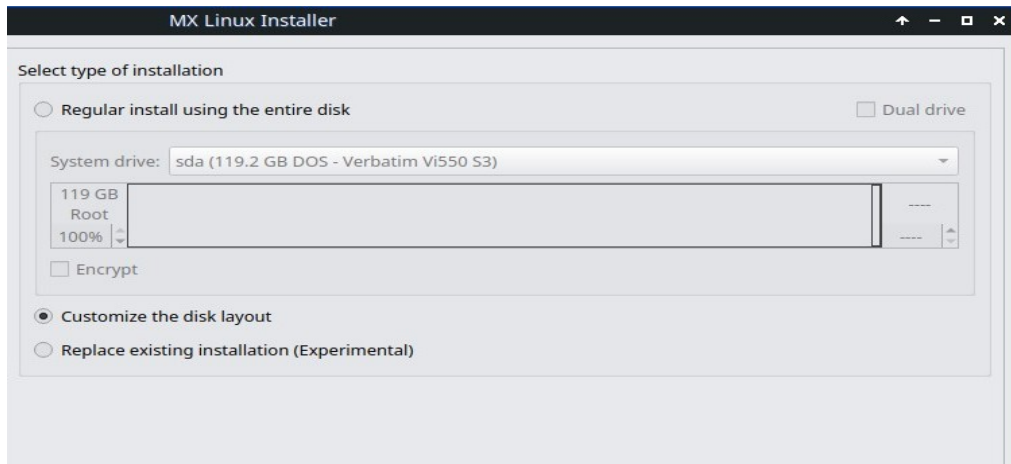 MX Linux Installer
Select type of installation
Regular install using the entire disk Dual drive
System drive: sda (119.2 GB DOS - Verbatim Vi550 S3)
119 GB
Root ----
100% ----
Encrypt
Customize the disk layout
Replace existing installation (Experimental)